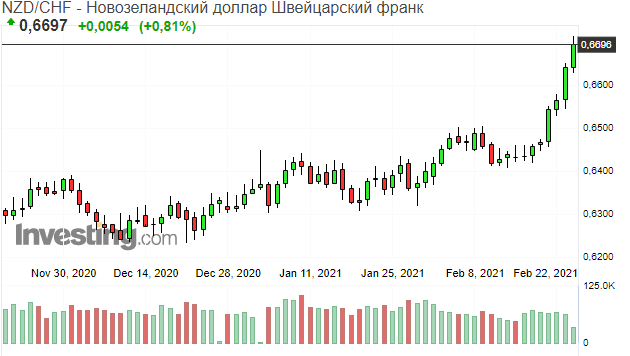 NZD/CHF - Новозеландский доллар Швейцарский франк
0,6697 +0,0054 (+0,81%)
0,6696
0,6600
0,6500
0,6400
0,6300
0,6200
Investing.com
Nov 30, 2020 Dec 14, 2020 Dec 28, 2020 Jan 11, 2021 Jan 25, 2021 Feb 8, 2021 Feb 22, 2021
125.0K
0